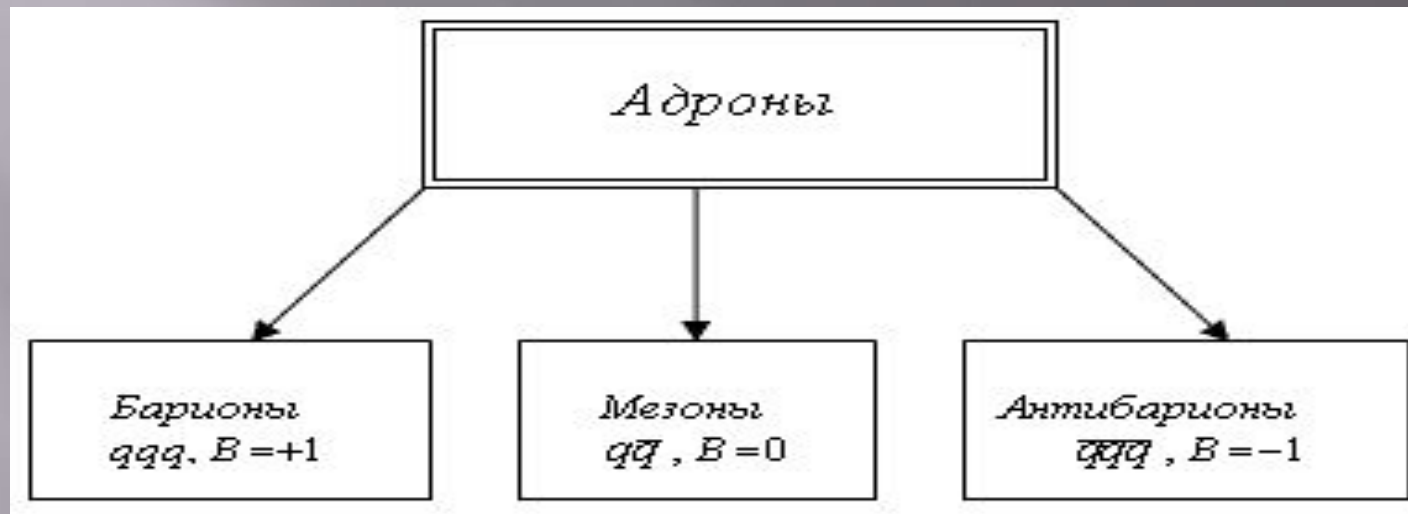 Адроны
Барионы
qqq, B=+1
Мезоны
qq̅, B=0
Антибарионы
q̅q̅q̅, B=−1